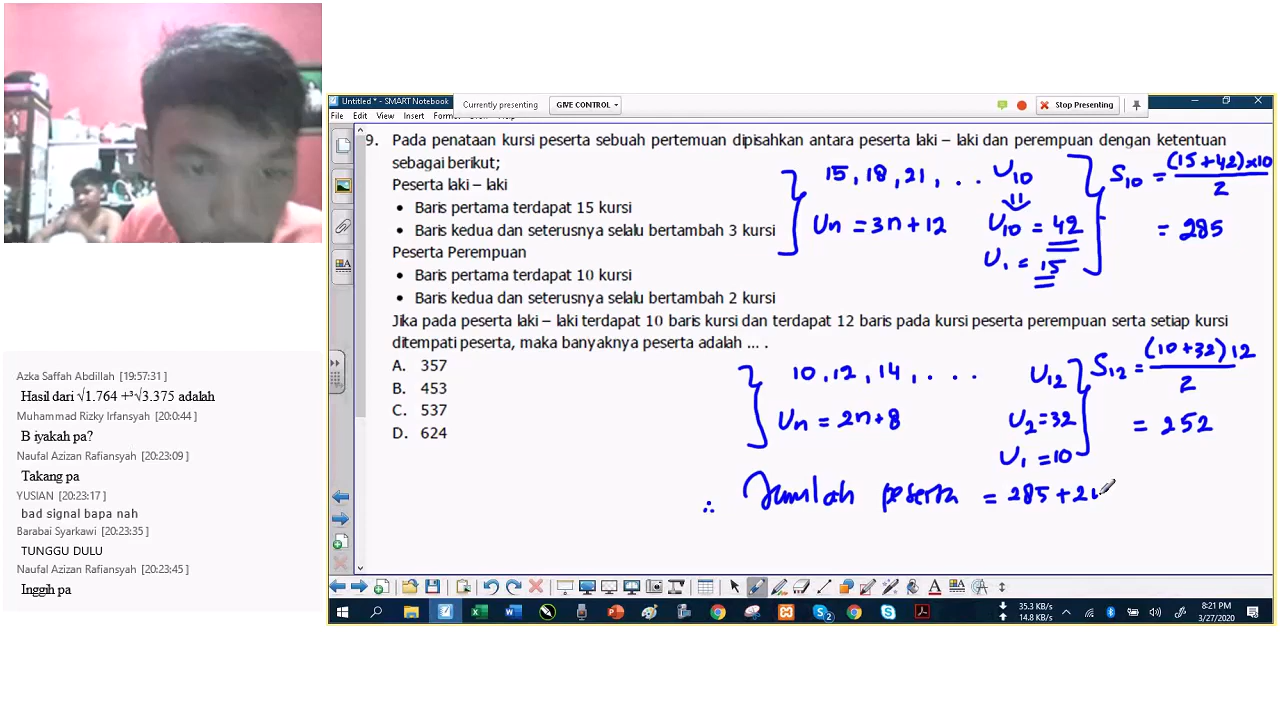 Untitled * - SMART Notebook
Currently presenting
GIVE CONTROL
Stop Presenting
File Edit View Insert
9. Pada penataan kursi peserta sebuah pertemuan dipisahkan antara peserta laki – laki dan perempuan dengan ketentuan
sebagai berikut;
Peserta laki – laki
• Baris pertama terdapat 15 kursi
• Baris kedua dan seterusnya selalu bertambah 3 kursi
Peserta Perempuan
• Baris pertama terdapat 10 kursi
• Baris kedua dan seterusnya selalu bertambah 2 kursi
Jika pada peserta laki – laki terdapat 10 baris kursi dan terdapat 12 baris pada kursi peserta perempuan serta setiap kursi
ditempati peserta, maka banyaknya peserta adalah ... .
A. 357
B. 453
C. 537
D. 624
15, 18, 21, ... U10
Un = 3n + 12
U10 = 42
U1 = 15
S10 = (15+42)×10
2
= 285
10, 12, 14, ... U12
Un = 2n + 8
U2 = 32
U1 = 10
S12 = (10+32)12
2
= 252
∴ Jumlah peserta = 285 +
Azka Saffah Abdillah [19:57:31]
Hasil dari √1.764 +³√3.375 adalah
Muhammad Rizky Irfansyah [20:0:44]
B iyakah pa?
Naufal Azizan Rafiansyah [20:23:09]
Takang pa
YUSIAN [20:23:17]
bad signal bapa nah
Barabai Syarkawi [20:23:35]
TUNGGU DULU
Naufal Azizan Rafiansyah [20:23:45]
Inggih pa
35.3 KB/s
14.8 KB/s
8:21 PM
3/27/2020